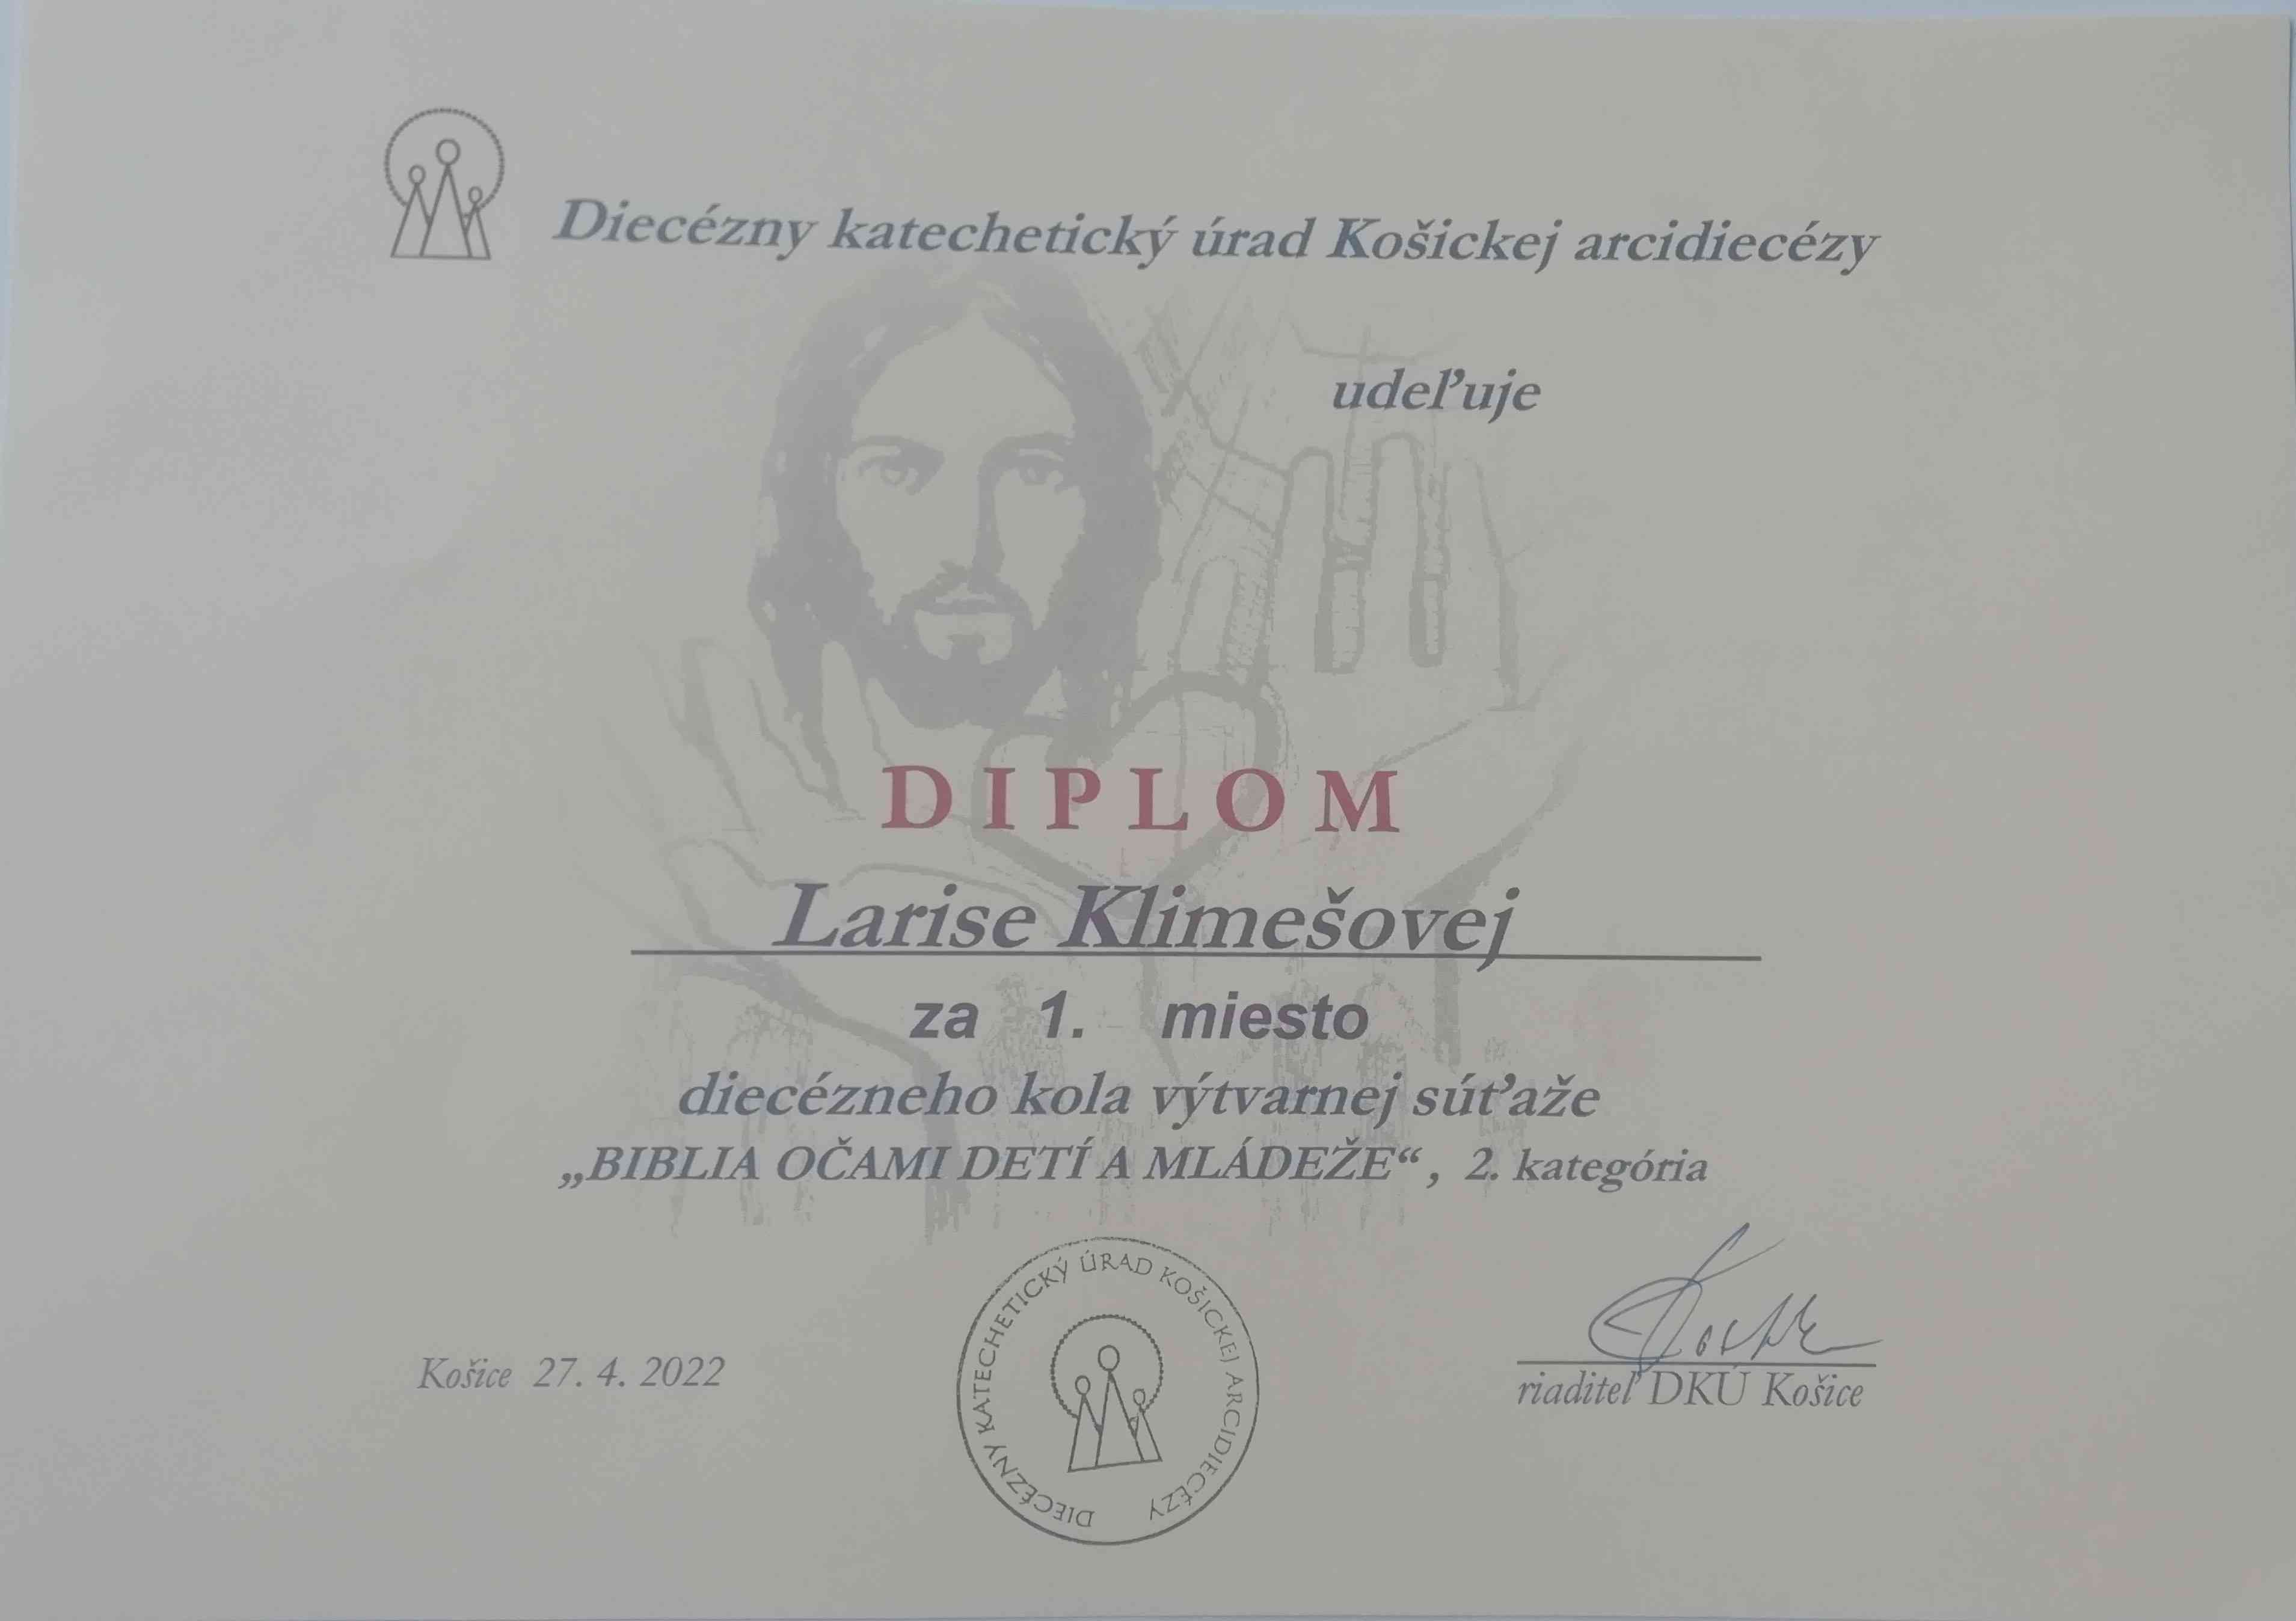 Diecézny katechetický úrad Košickej arcidiecézy
udeľuje
DIPLOM
Larise Klimešovej
za 1. miesto
diecézneho kola výtvarnej súťaže
„BIBLIA OČAMI DETÍ A MLÁDEŽE“, 2. kategória
DIECÉZNY KATECHETICKÝ ÚRAD KOŠICKEJ ARCIDIECÉZY
Košice 27. 4. 2022
riaditeľ DKÚ Košice